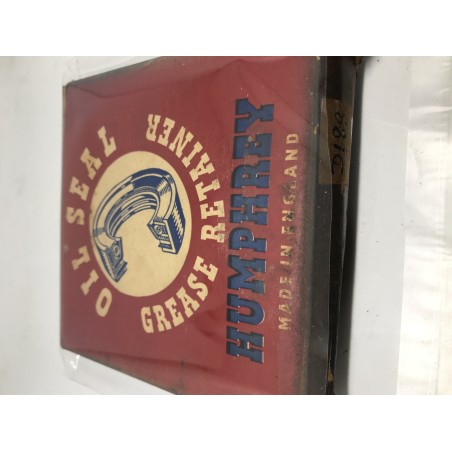 OIL SEAL
GREASE RETAINER
HUMPHREY
MADE IN ENGLAND